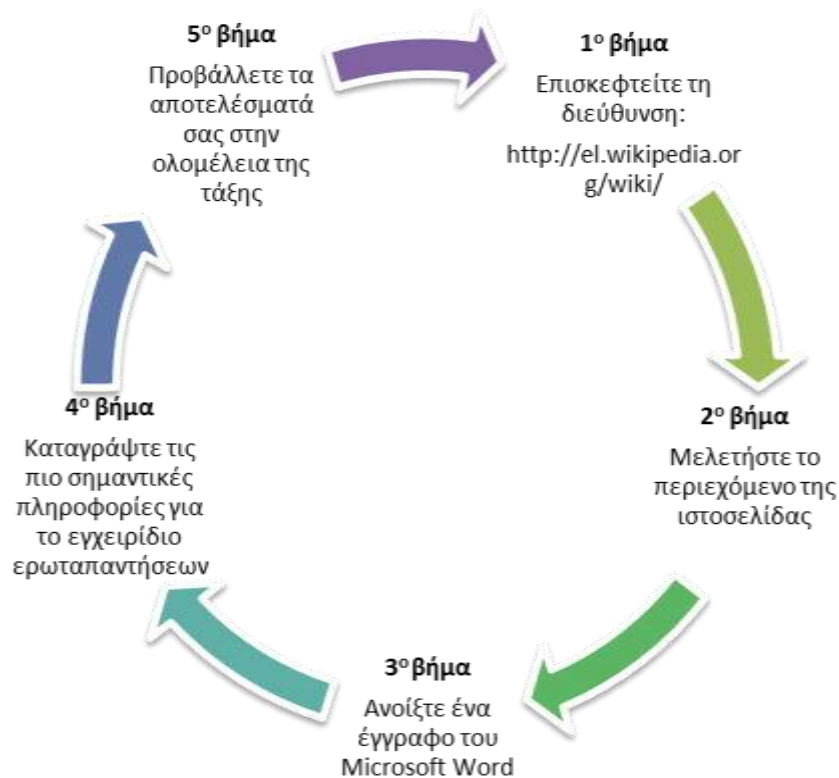 1ο βήμα
Επισκεφτείτε τη
διεύθυνση:
http://el.wikipedia.or
g/wiki/
2ο βήμα
Μελετήστε το
περιεχόμενο της
ιστοσελίδας
3ο βήμα
Ανοίξτε ένα
έγγραφο του
Microsoft Word
4ο βήμα
Καταγράψτε τις
πιο σημαντικές
πληροφορίες για
το εγχειρίδιο
ερωταπαντήσεων
5ο βήμα
Προβάλλετε τα
αποτελέσματά
σας στην
ολομέλεια της
τάξης